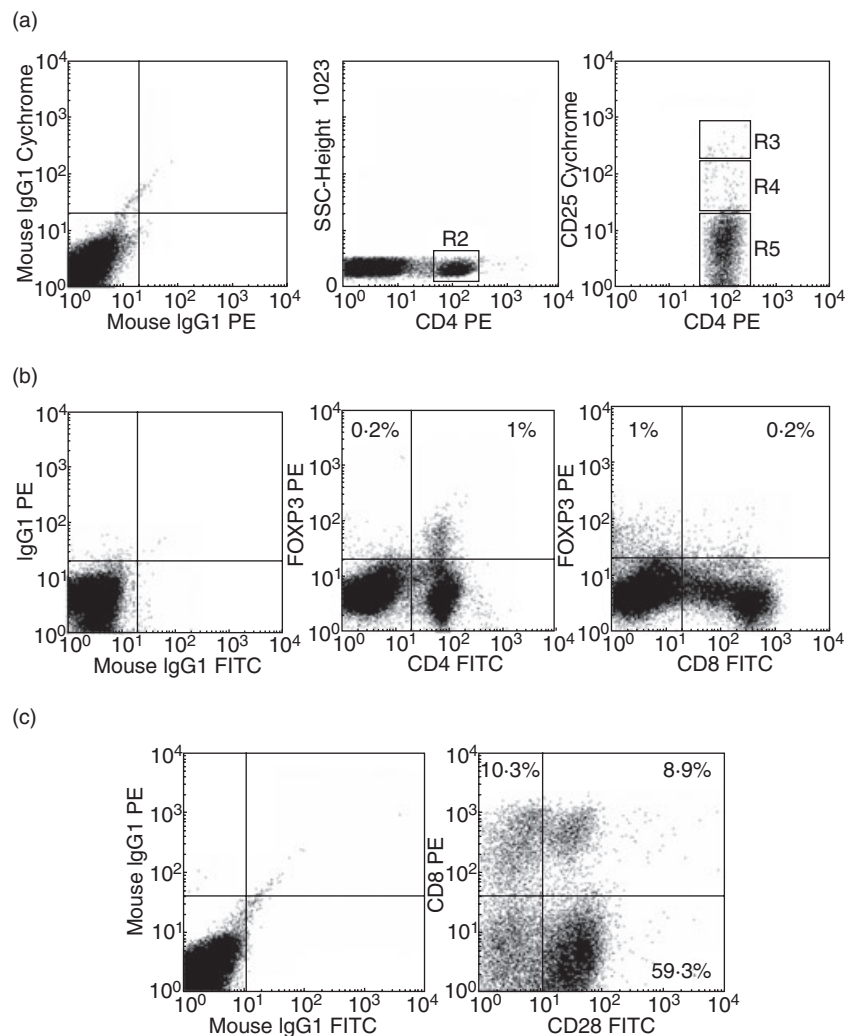 (a)
Mouse IgG1 Cychrome
10⁴
10³
10²
10¹
10⁰
10⁰ 10¹ 10² 10³ 10⁴
Mouse IgG1 PE
SSC-Height 1023
0
R2
10⁰ 10¹ 10² 10³ 10⁴
CD4 PE
CD25 Cychrome
10⁴
10³
10²
10¹
10⁰
R3
R4
R5
10¹ 10² 10³ 10⁴
CD4 PE
(b)
IgG1 PE
10⁴
10³
10²
10¹
10⁰
10⁰ 10¹ 10² 10³ 10⁴
Mouse IgG1 FITC
FOXP3 PE
10⁴
10³
10²
10¹
10⁰
0·2% 1%
10⁰ 10¹ 10² 10³ 10⁴
CD4 FITC
FOXP3 PE
10⁴
10³
10²
10¹
10⁰
1% 0·2%
10¹ 10² 10³ 10⁴
CD8 FITC
(c)
Mouse IgG1 PE
10⁴
10³
10²
10¹
10⁰
10⁰ 10¹ 10² 10³ 10⁴
Mouse IgG1 FITC
CD8 PE
10⁴
10³
10²
10¹
10⁰
10·3% 8·9%
59·3%
10⁰ 10¹ 10² 10³ 10⁴
CD28 FITC